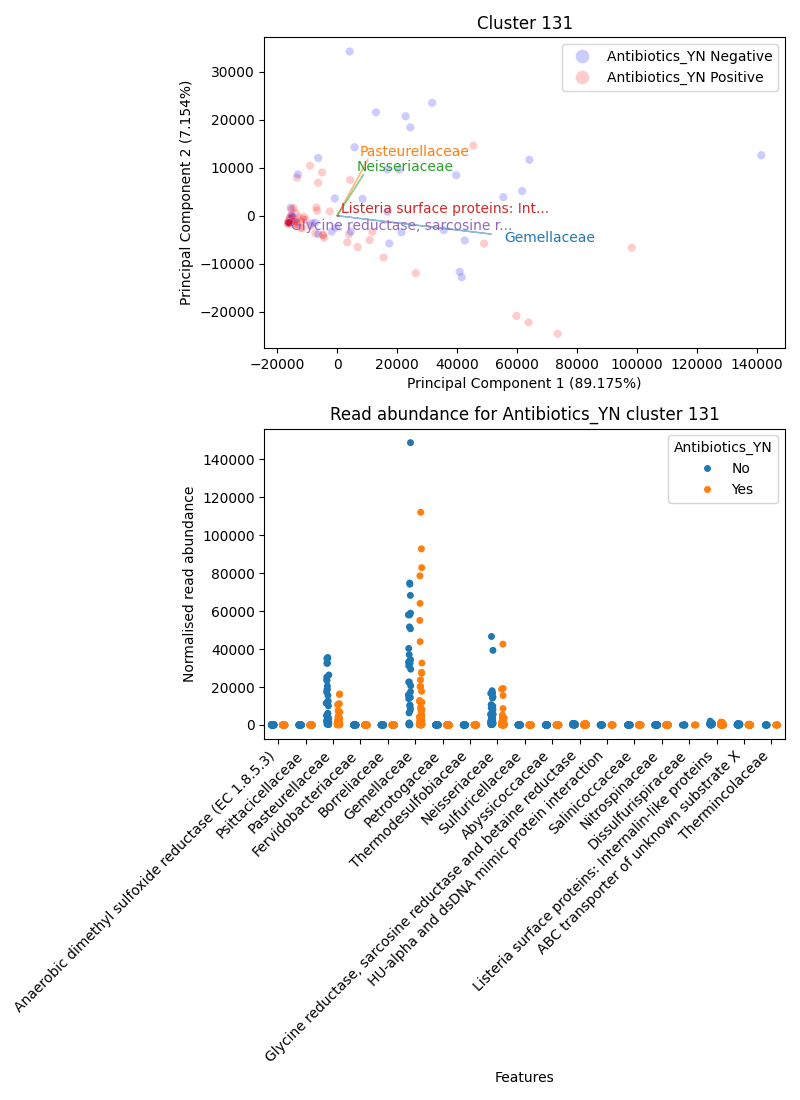 Cluster 131
Principal Component 2 (7.154%)
30000
20000
10000
0
−10000
−20000
Antibiotics_YN Negative
Antibiotics_YN Positive
Pasteurellaceae
Neisseriaceae
Listeria surface proteins: Int...
Glycine reductase, sarcosine r...
Gemellaceae
−20000 0 20000 40000 60000 80000 100000 120000 140000
Principal Component 1 (89.175%)
Read abundance for Antibiotics_YN cluster 131
Normalised read abundance
140000
120000
100000
80000
60000
40000
20000
0
Antibiotics_YN
No
Yes
Anaerobic dimethyl sulfoxide reductase (EC 1.8.5.3)
Psittacicellaceae
Pasteurellaceae
Fervidobacteriaceae
Borreliaceae
Gemellaceae
Petrotogaceae
Thermodesulfobiaceae
Neisseriaceae
Sulfuricellaceae
Abyssicoccaceae
Glycine reductase, sarcosine reductase and betaine reductase
HU-alpha and dsDNA mimic protein interaction
Salinicoccaceae
Nitrospinaceae
Dissulfurispiraceae
Listeria surface proteins: Internalin-like proteins
ABC transporter of unknown substrate X
Thermincolaceae
Features